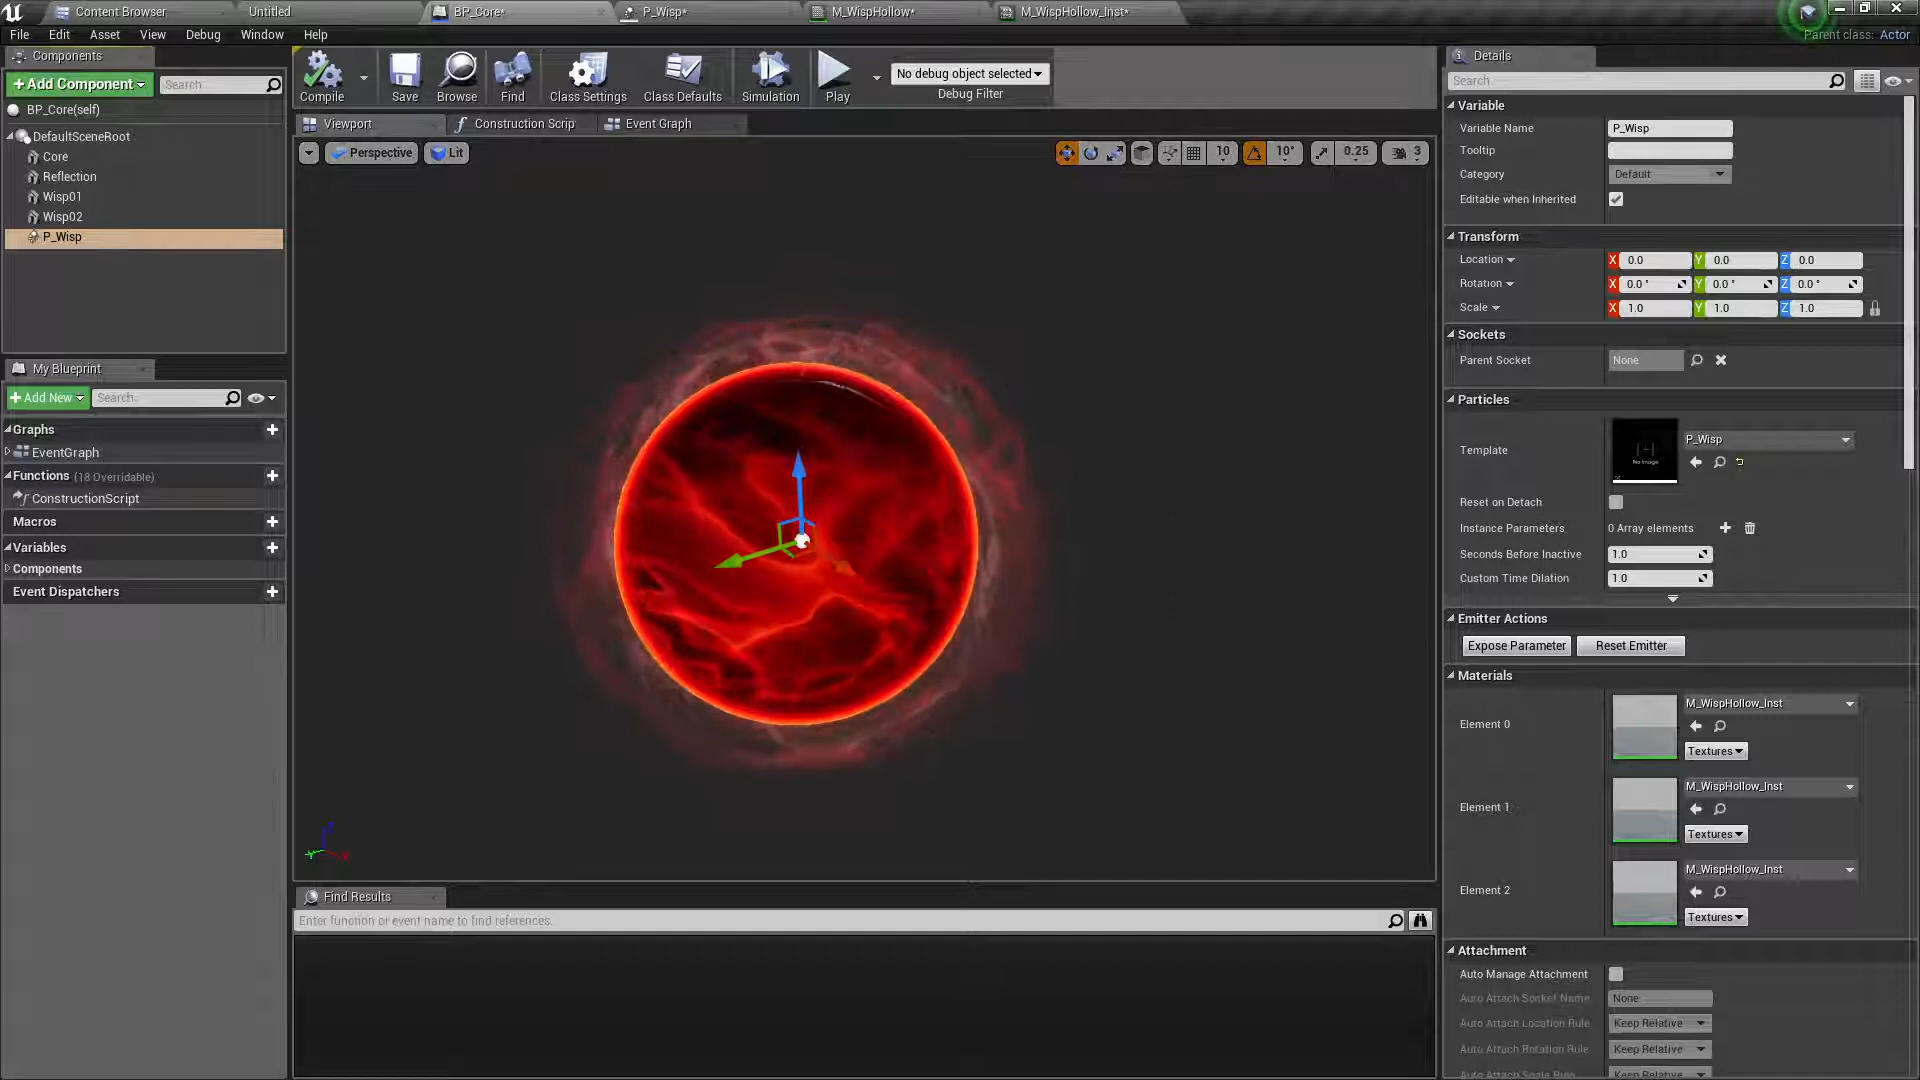 Content Browser
Untitled
BP_Core*
P_Wisp*
M_WispHollow*
M_WispHollow_Inst*
File Edit Asset View Debug Window Help
Parent class: Actor
Components
+ Add Component
Search
BP_Core(self)
DefaultSceneRoot
Core
Reflection
Wisp01
Wisp02
P_Wisp
My Blueprint
+ Add New
Search
Graphs
EventGraph
Functions (18 Overridable)
ConstructionScript
Macros
Variables
Components
Event Dispatchers
Compile
Save
Browse
Find
Class Settings
Class Defaults
Simulation
Play
No debug object selected
Debug Filter
Viewport
Construction Scrip
Event Graph
Perspective
Lit
10
10°
0.25
3
Find Results
Enter function or event name to find references.
Details
Search
Variable
Variable Name P_Wisp
Tooltip
Category Default
Editable when Inherited
Transform
Location X 0.0 Y 0.0 Z 0.0
Rotation X 0.0 ° Y 0.0 ° Z 0.0 °
Scale X 1.0 Y 1.0 Z 1.0
Sockets
Parent Socket None
Particles
Template
No Image
P_Wisp
Reset on Detach
Instance Parameters 0 Array elements
Seconds Before Inactive 1.0
Custom Time Dilation 1.0
Emitter Actions
Expose Parameter
Reset Emitter
Materials
Element 0
M_WispHollow_Inst
Textures
Element 1
M_WispHollow_Inst
Textures
Element 2
M_WispHollow_Inst
Textures
Attachment
Auto Manage Attachment
Auto Attach Socket Name None
Auto Attach Location Rule Keep Relative
Auto Attach Rotation Rule Keep Relative
Auto Attach Scale Rule Keep Relative